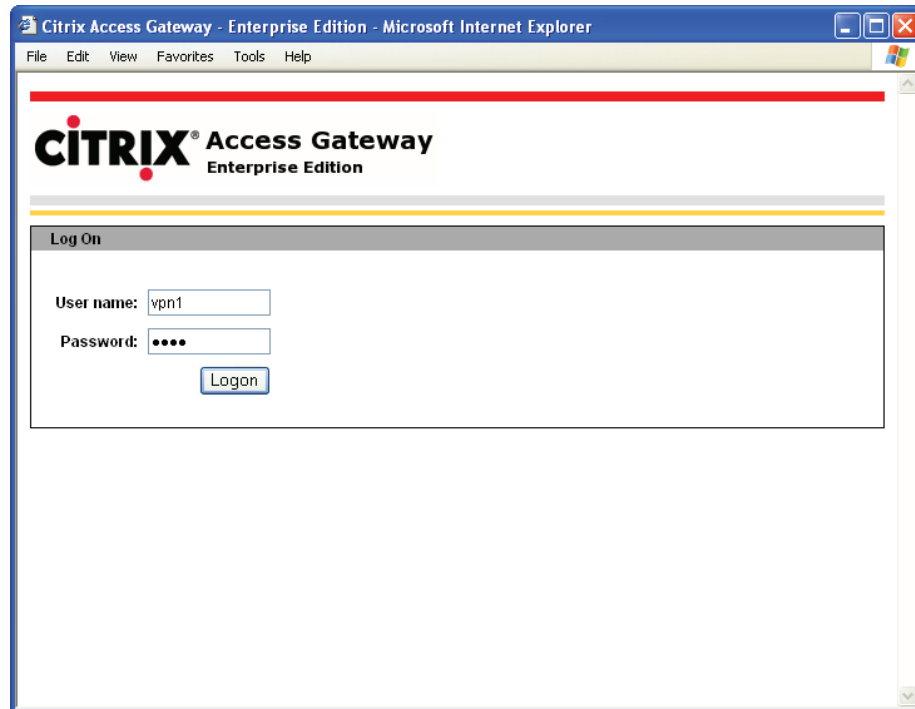 Citrix Access Gateway - Enterprise Edition - Microsoft Internet Explorer
File Edit View Favorites Tools Help
CITRIX® Access Gateway
Enterprise Edition
Log On
User name: vpn1
Password: ••••
Logon